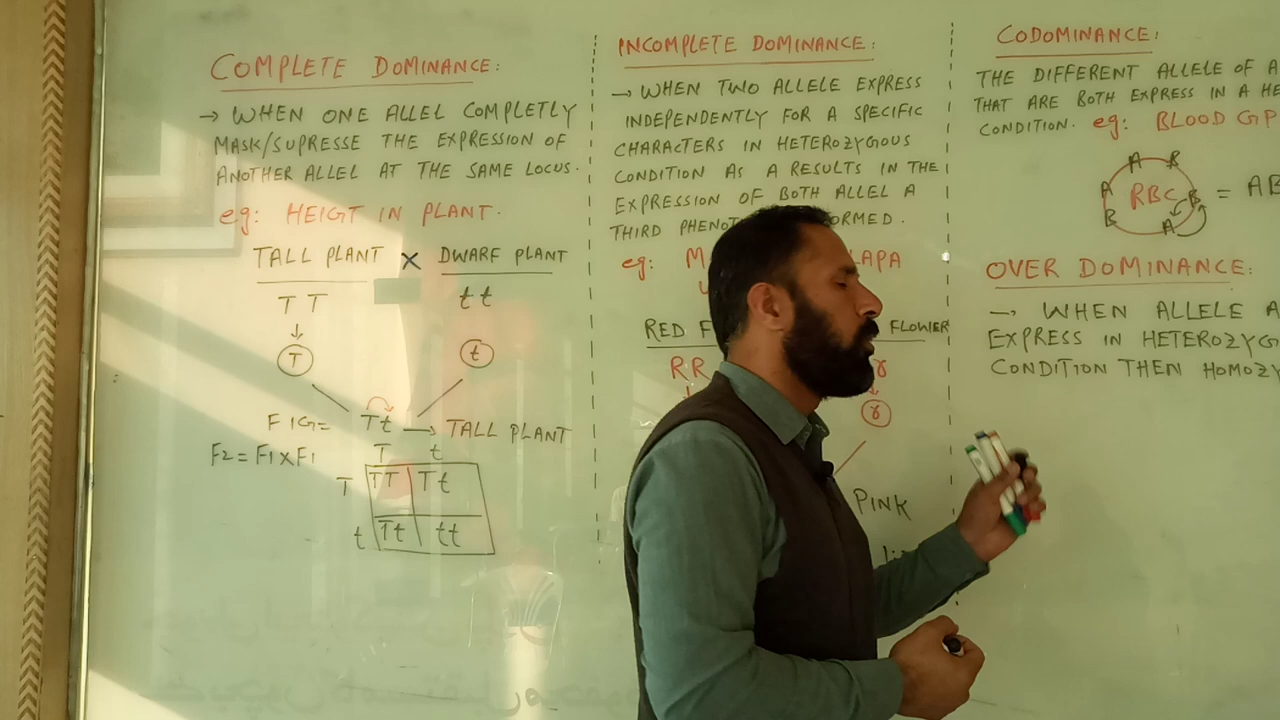 COMPLETE DOMINANCE:
→ WHEN ONE ALLEL COMPLETLY
MASK/SUPRESSE THE EXPRESSION OF
ANOTHER ALLEL AT THE SAME LOCUS.
eg: HEIGT IN PLANT.
TALL PLANT × DWARF PLANT
T T tt
↓
T t
F1G= Tt → TALL PLANT
F2= F1×F1 T t
T TT Tt
t Tt tt
INCOMPLETE DOMINANCE:
→ WHEN TWO ALLELE EXPRESS
INDEPENDENTLY FOR A SPECIFIC
CHARACTERS IN HETEROZYGOUS
CONDITION AS A RESULTS IN THE
EXPRESSION OF BOTH ALLEL A
THIRD FORMED.
eg:
RED FLOWER
RR r
r
PINK
CODOMINANCE:
THE DIFFERENT ALLELE OF A
THAT ARE BOTH EXPRESS IN A
CONDITION. eg: BLOOD GP
A B
A RBC B = AB
B A
OVER DOMINANCE:
→ WHEN ALLELE
EXPRESS IN
CONDITION THEN